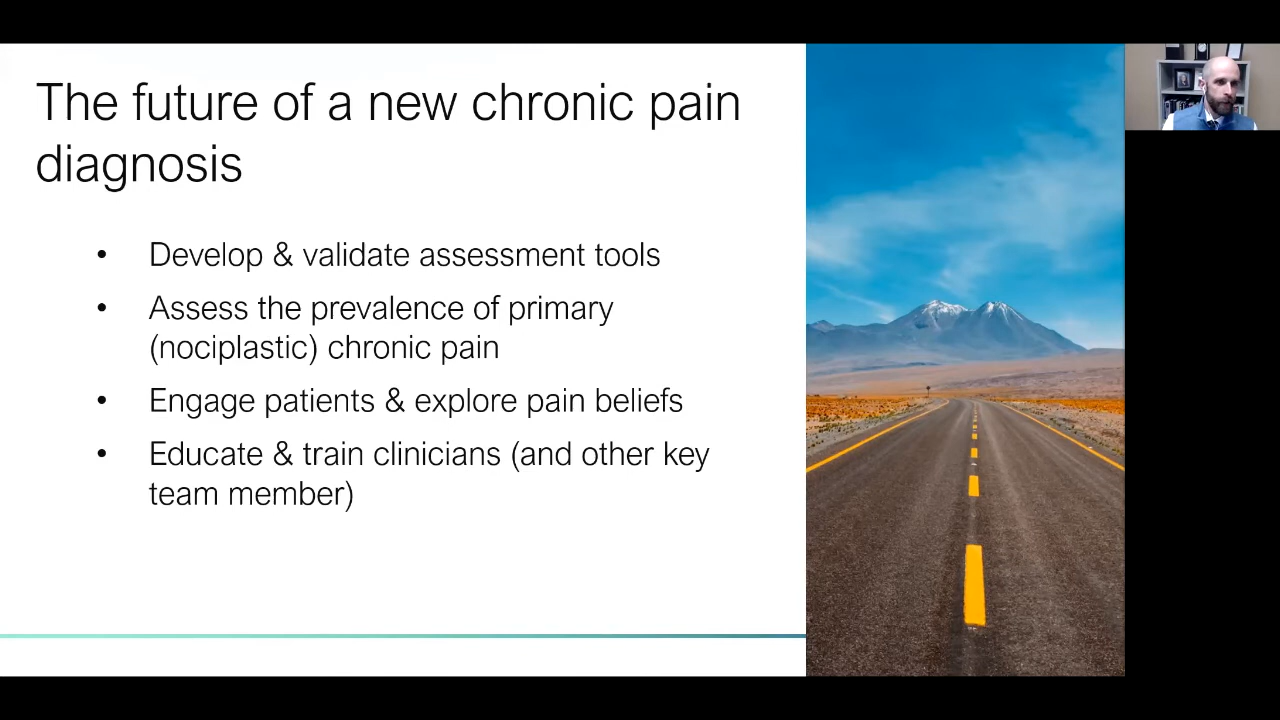 The future of a new chronic pain
diagnosis
• Develop & validate assessment tools
• Assess the prevalence of primary
(nociplastic) chronic pain
• Engage patients & explore pain beliefs
• Educate & train clinicians (and other key
team member)